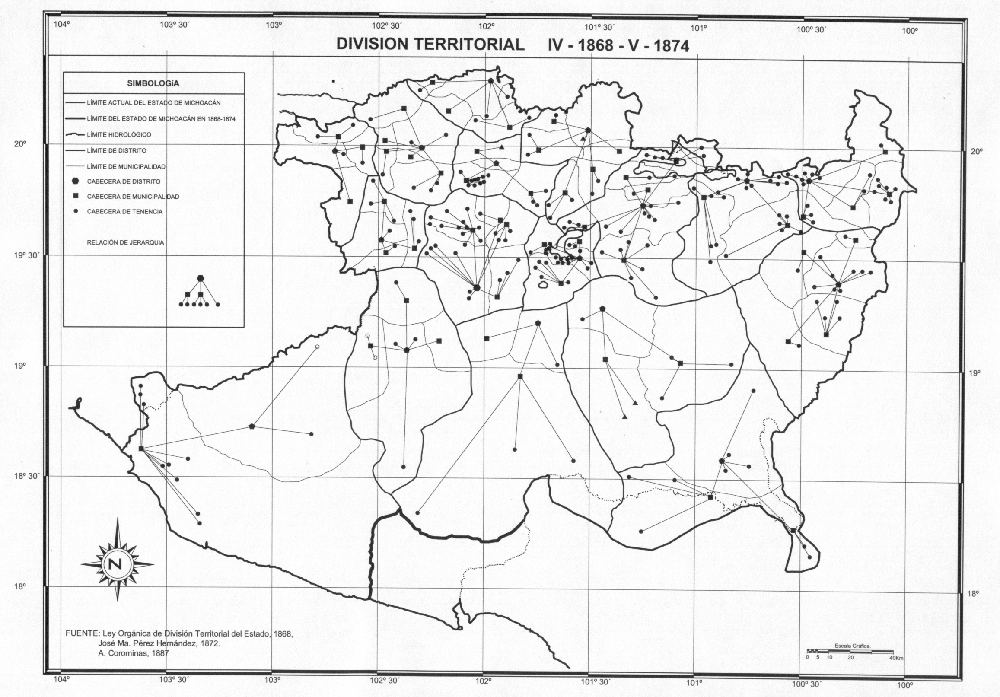 104º 103º 30´ 103º 102º 30´ 102º 101º 30´ 101º 100º 30´ 100º
DIVISION TERRITORIAL IV - 1868 - V - 1874
SIMBOLOGíA
LÍMITE ACTUAL DEL ESTADO DE MICHOACÁN
LÍMITE DEL ESTADO DE MICHOACÁN EN 1868-1874
LÍMITE HIDROLÓGICO
LÍMITE DE DISTRITO
LÍMITE DE MUNICIPALIDAD
CABECERA DE DISTRITO
CABECERA DE MUNICIPALIDAD
CABECERA DE TENENCIA
RELACIÓN DE JERARQUIA
20º 20º
19º 30´
19º 19º
18º 30´
18º 18º
N
FUENTE: Ley Orgánica de División Territorial del Estado, 1868,
José Ma. Pérez Hernández, 1872.
A. Corominas, 1887
Escala Gráfica.
0 5 10 20 40Km
104º 103º 30´ 103º 102º 30´ 102º 101º 30´ 101º 100º 30´ 100º